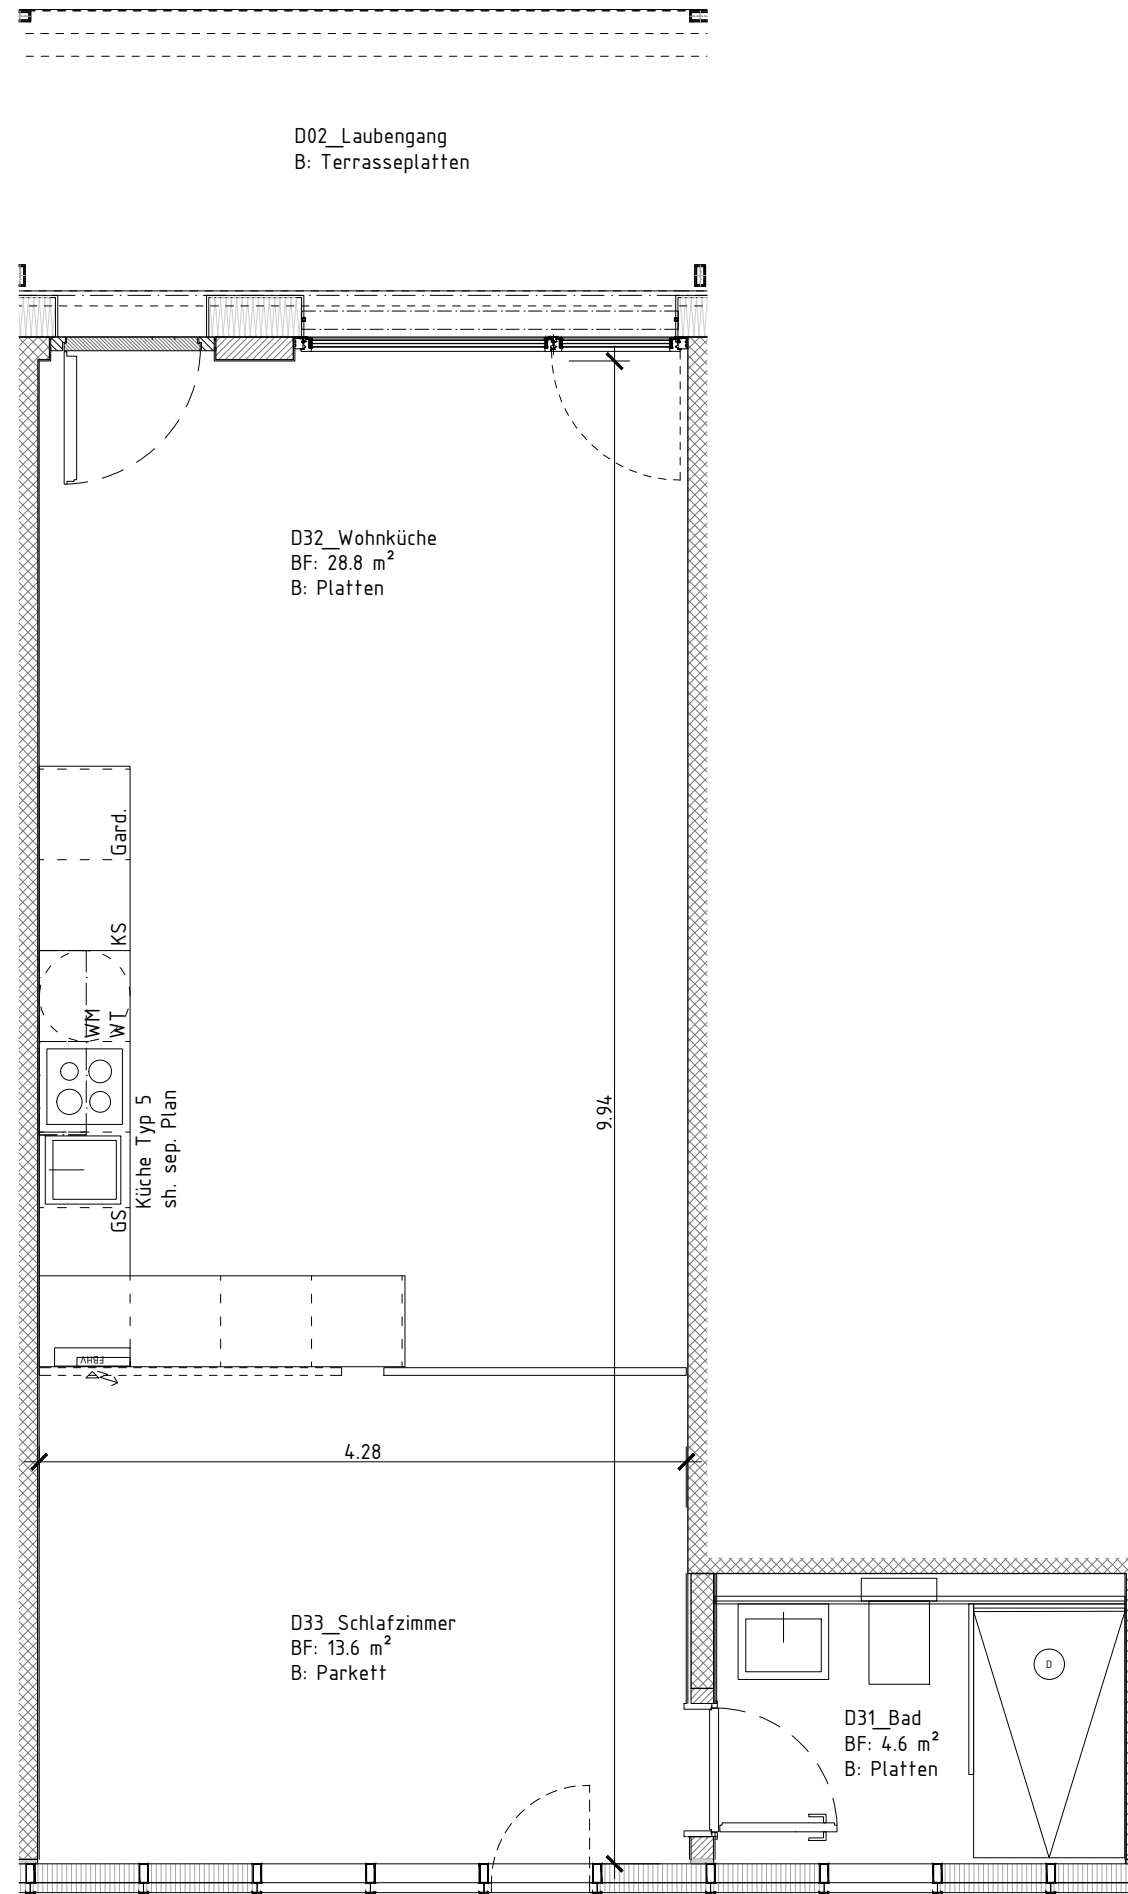 D02_Laubengang
B: Terrasseplatten
D32_Wohnküche
BF: 28.8 m²
B: Platten
Gard.
KS
WM
WT
Küche Typ 5
sh. sep. Plan
GS
9.94
FBHV
4.28
D33_Schlafzimmer
BF: 13.6 m²
B: Parkett
D
D31_Bad
BF: 4.6 m²
B: Platten